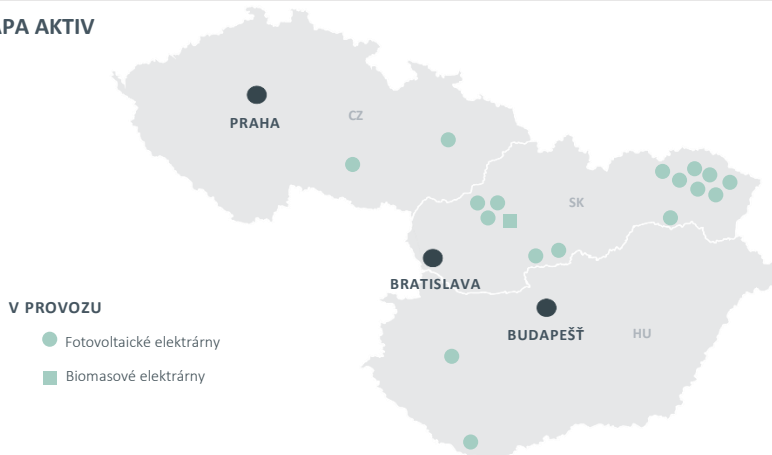 APA AKTIV
PRAHA
CZ
SK
BRATISLAVA
V PROVOZU
BUDAPEŠŤ
HU
Fotovoltaické elektrárny
Biomasové elektrárny